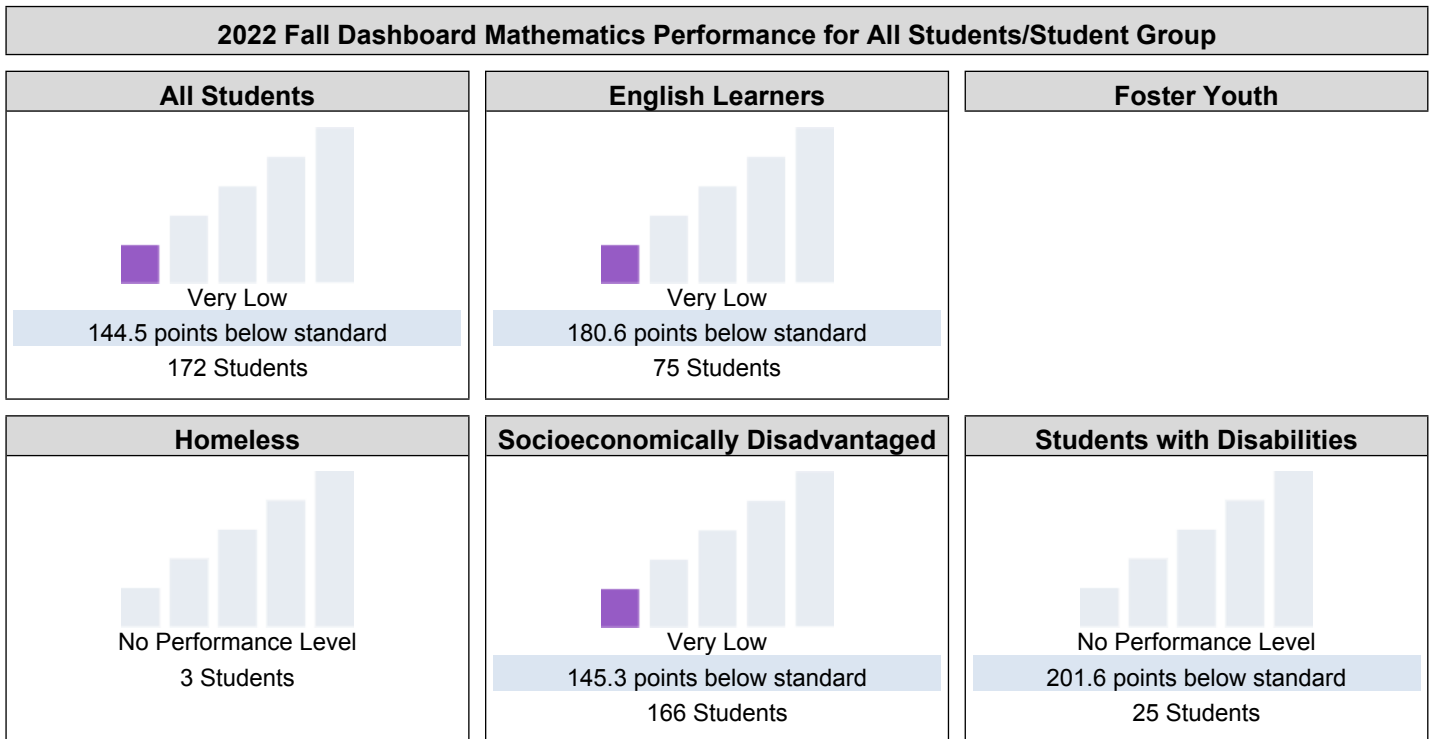 2022 Fall Dashboard Mathematics Performance for All Students/Student Group
All Students
Very Low
144.5 points below standard
172 Students
English Learners
Very Low
180.6 points below standard
75 Students
Foster Youth
Homeless
No Performance Level
3 Students
Socioeconomically Disadvantaged
Very Low
145.3 points below standard
166 Students
Students with Disabilities
No Performance Level
201.6 points below standard
25 Students